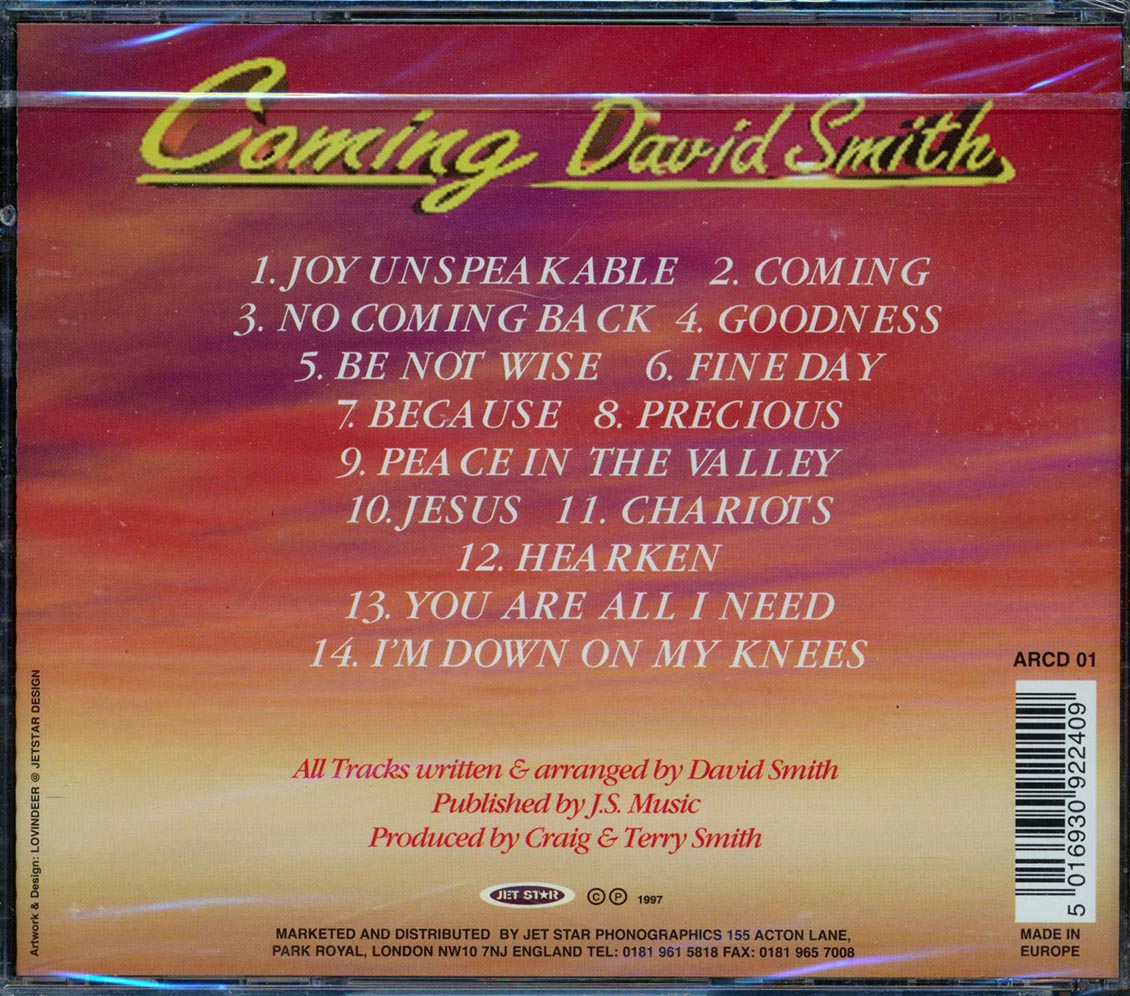 Coming David Smith
1. JOY UNSPEAKABLE 2. COMING
3. NO COMING BACK 4. GOODNESS
5. BE NOT WISE 6. FINE DAY
7. BECAUSE 8. PRECIOUS
9. PEACE IN THE VALLEY
10. JESUS 11. CHARIOTS
12. HEARKEN
13. YOU ARE ALL I NEED
14. I'M DOWN ON MY KNEES
ARCD 01
5 016930 922409
MADE IN
EUROPE
All Tracks written & arranged by David Smith
Published by J.S. Music
Produced by Craig & Terry Smith
JET ST★R © ℗ 1997
MARKETED AND DISTRIBUTED BY JET STAR PHONOGRAPHICS 155 ACTON LANE,
PARK ROYAL, LONDON NW10 7NJ ENGLAND TEL: 0181 961 5818 FAX: 0181 965 7008
Artwork & Design: LOVINDEER @ JETSTAR DESIGN